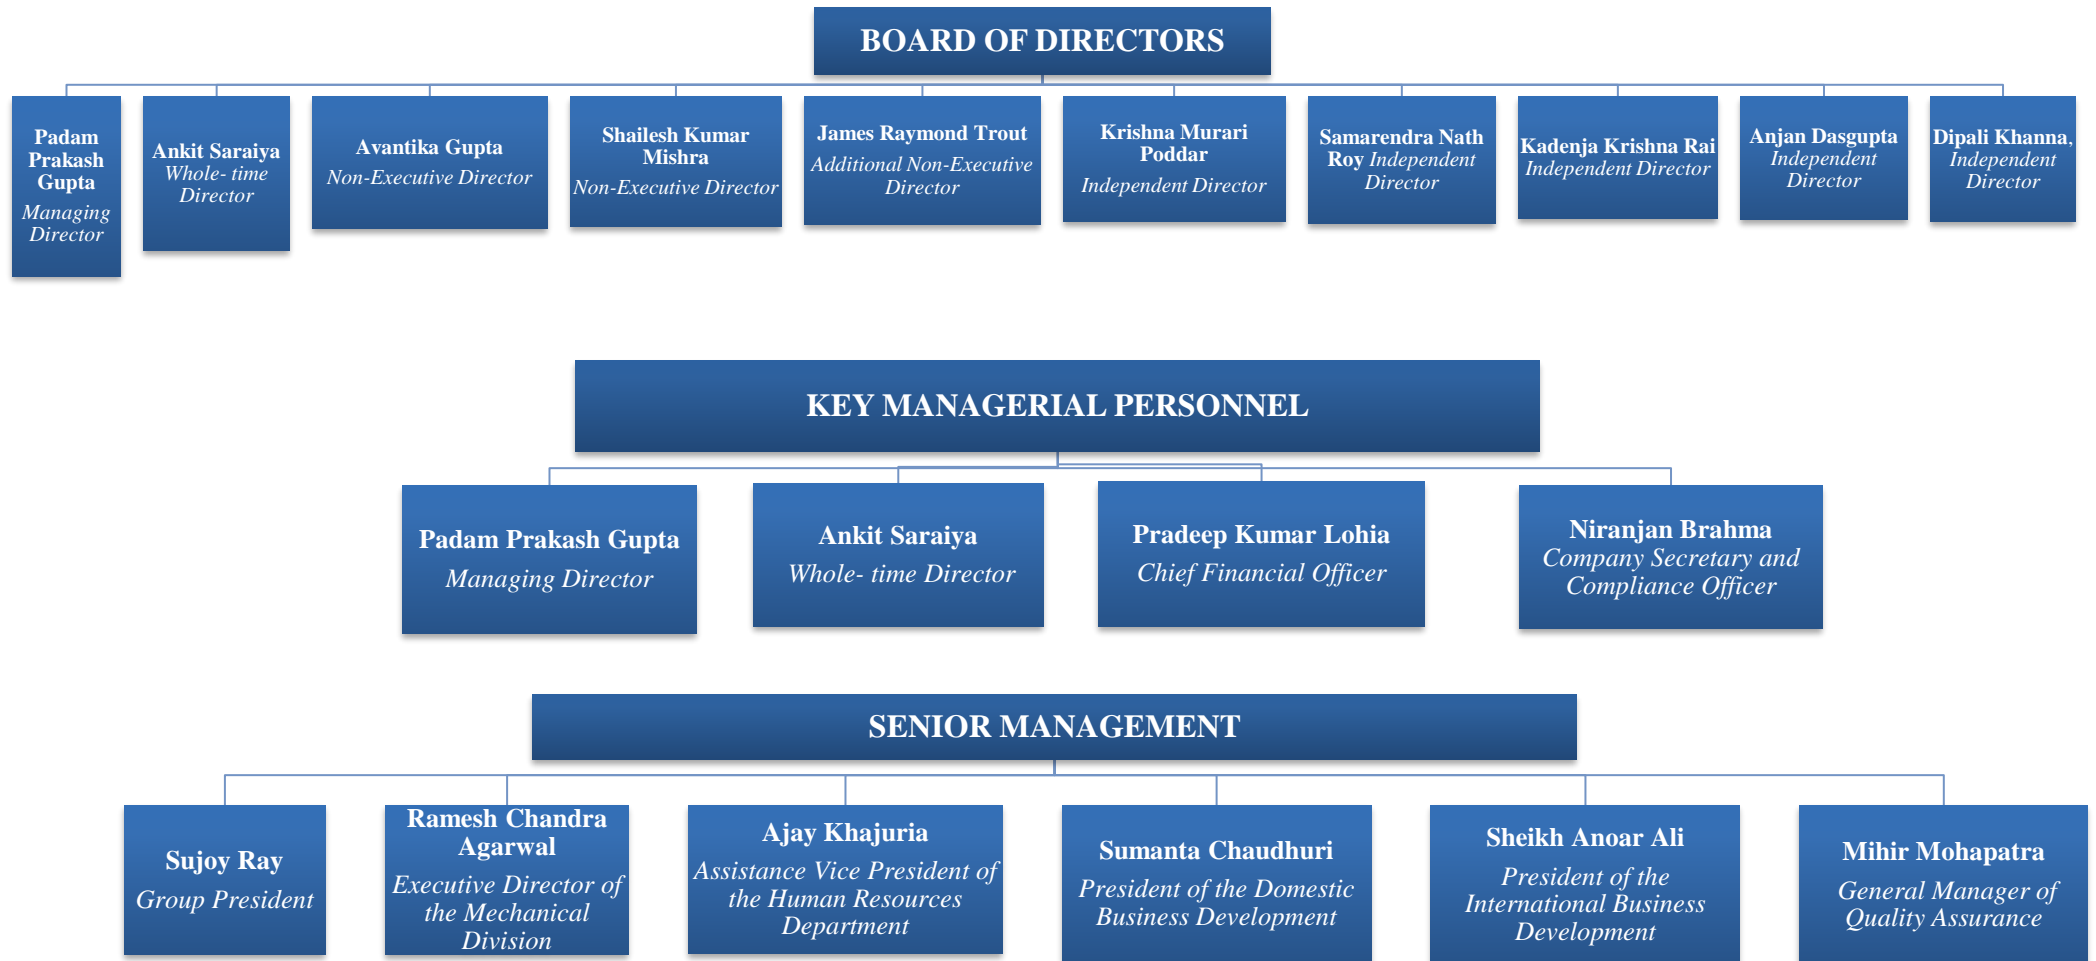 BOARD OF DIRECTORS
Padam
Prakash
Gupta
Managing
Director
Ankit Saraiya
Whole- time
Director
Avantika Gupta
Non-Executive Director
Shailesh Kumar
Mishra
Non-Executive Director
James Raymond Trout
Additional Non-Executive
Director
Krishna Murari
Poddar
Independent Director
Samarendra Nath
Roy Independent
Director
Kadenja Krishna Rai
Independent Director
Anjan Dasgupta
Independent
Director
Dipali Khanna,
Independent
Director
KEY MANAGERIAL PERSONNEL
Padam Prakash Gupta
Managing Director
Ankit Saraiya
Whole- time Director
Pradeep Kumar Lohia
Chief Financial Officer
Niranjan Brahma
Company Secretary and
Compliance Officer
SENIOR MANAGEMENT
Sujoy Ray
Group President
Ramesh Chandra
Agarwal
Executive Director of
the Mechanical
Division
Ajay Khajuria
Assistance Vice President of
the Human Resources
Department
Sumanta Chaudhuri
President of the Domestic
Business Development
Sheikh Anoar Ali
President of the
International Business
Development
Mihir Mohapatra
General Manager of
Quality Assurance